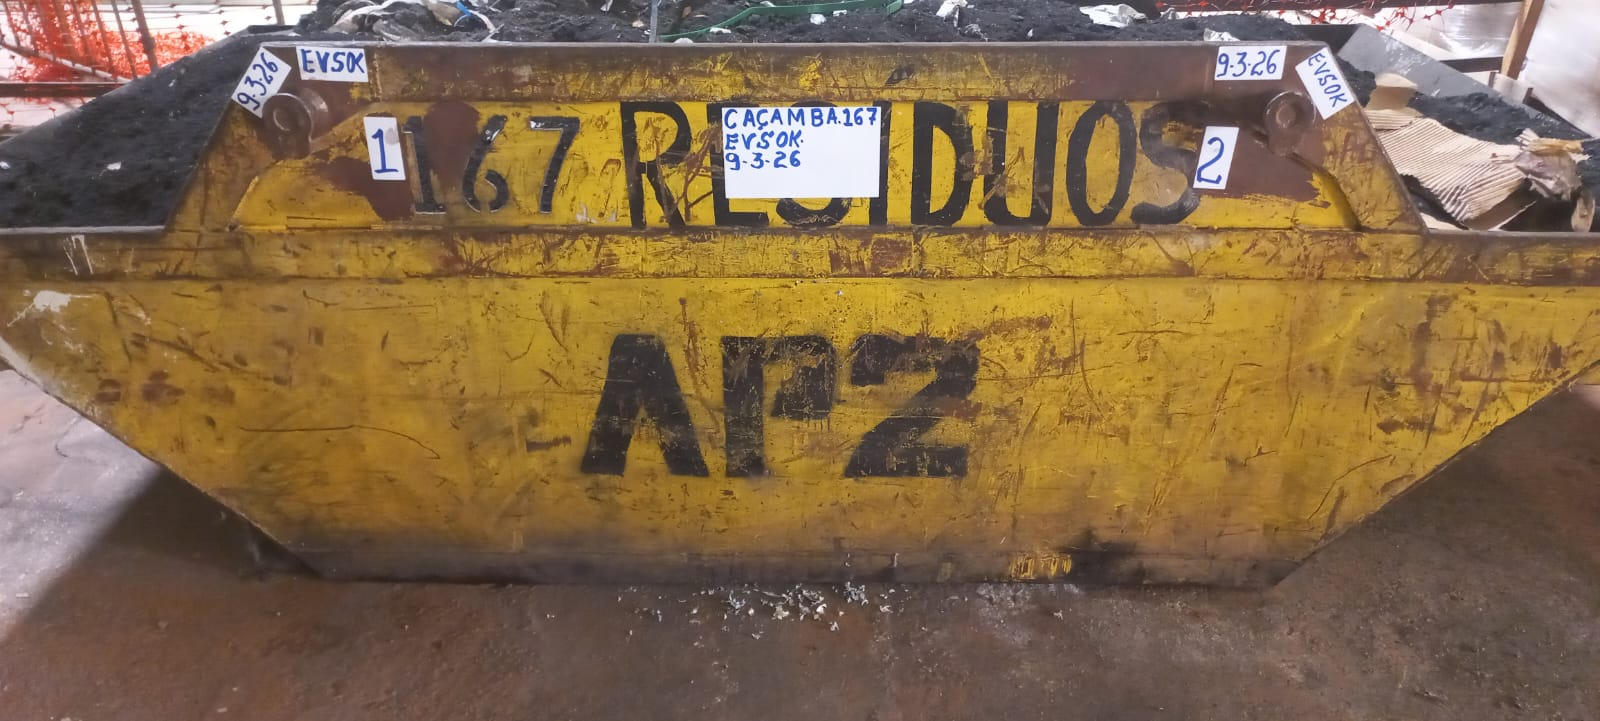 9.3.26
EVSOK
9.3.26
EVSOK
1
167 RESIDUOS
CAÇAMBA.167
EVSOK.
9-3-26
2
AP2